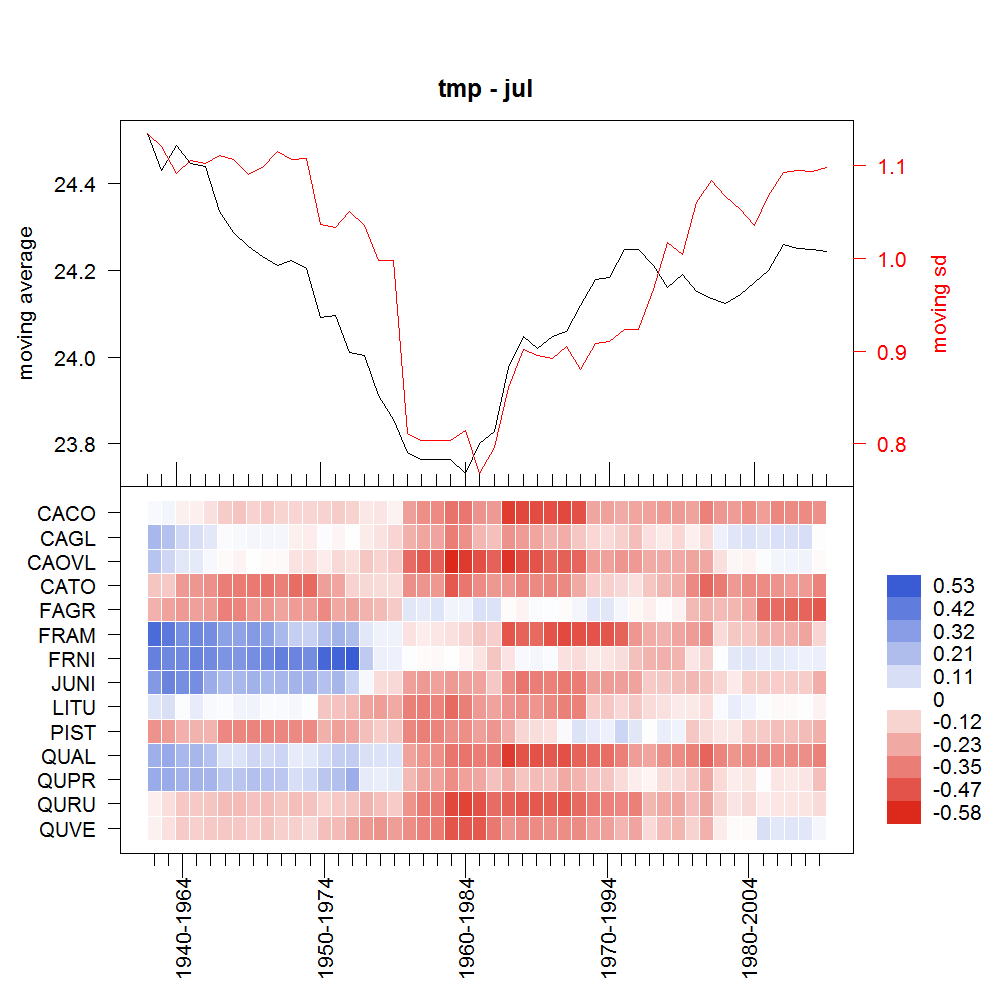 tmp - jul
moving average
24.4
24.2
24.0
23.8
1.1
1.0
0.9
0.8
moving sd
CACO
CAGL
CAOVL
CATO
FAGR
FRAM
FRNI
JUNI
LITU
PIST
QUAL
QUPR
QURU
QUVE
0.53
0.42
0.32
0.21
0.11
0
-0.12
-0.23
-0.35
-0.47
-0.58
1940-1964
1950-1974
1960-1984
1970-1994
1980-2004